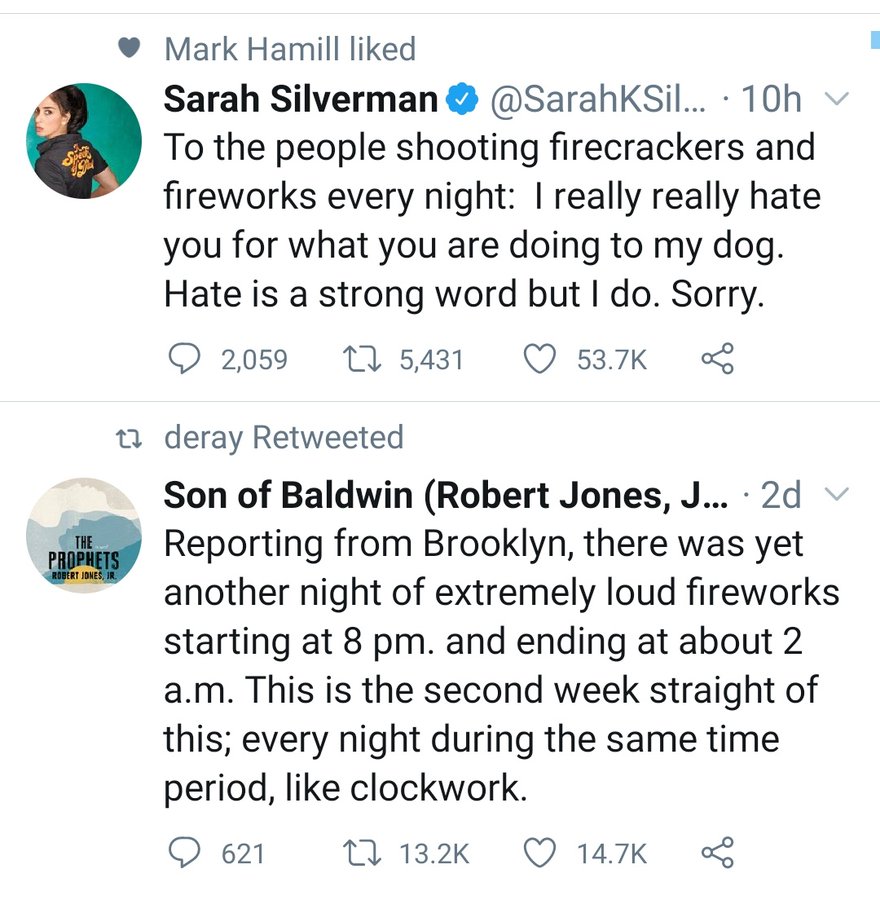 Mark Hamill liked
Sarah Silverman @SarahKSil... · 10h
To the people shooting firecrackers and
fireworks every night:  I really really hate
you for what you are doing to my dog.
Hate is a strong word but I do. Sorry.
2,059 5,431 53.7K
deray Retweeted
Son of Baldwin (Robert Jones, J... · 2d
THE
PROPHETS
ROBERT JONES, JR.
Reporting from Brooklyn, there was yet
another night of extremely loud fireworks
starting at 8 pm. and ending at about 2
a.m. This is the second week straight of
this; every night during the same time
period, like clockwork.
621 13.2K 14.7K